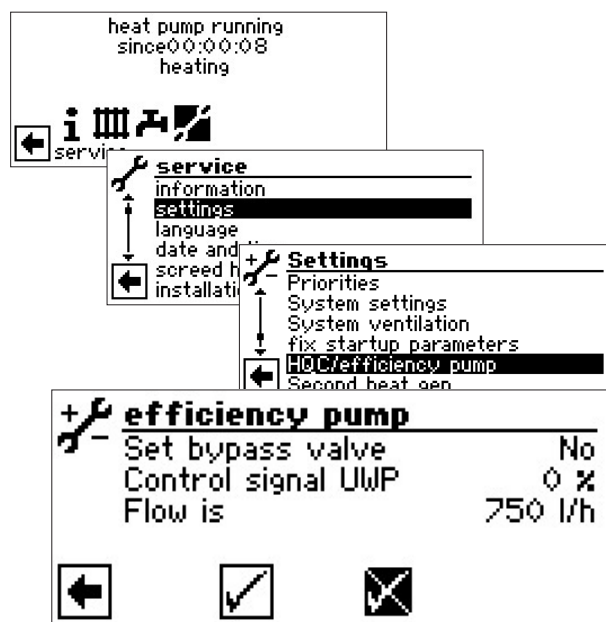 heat pump running
since00:00:08
heating
service
information
settings
language
date and
screed h
installati
Settings
Priorities
System settings
System ventilation
fix startup parameters
HQC/efficiency pump
Second heat gen
efficiency pump
Set bypass valve No
Control signal UWP 0 %
Flow is 750 l/h